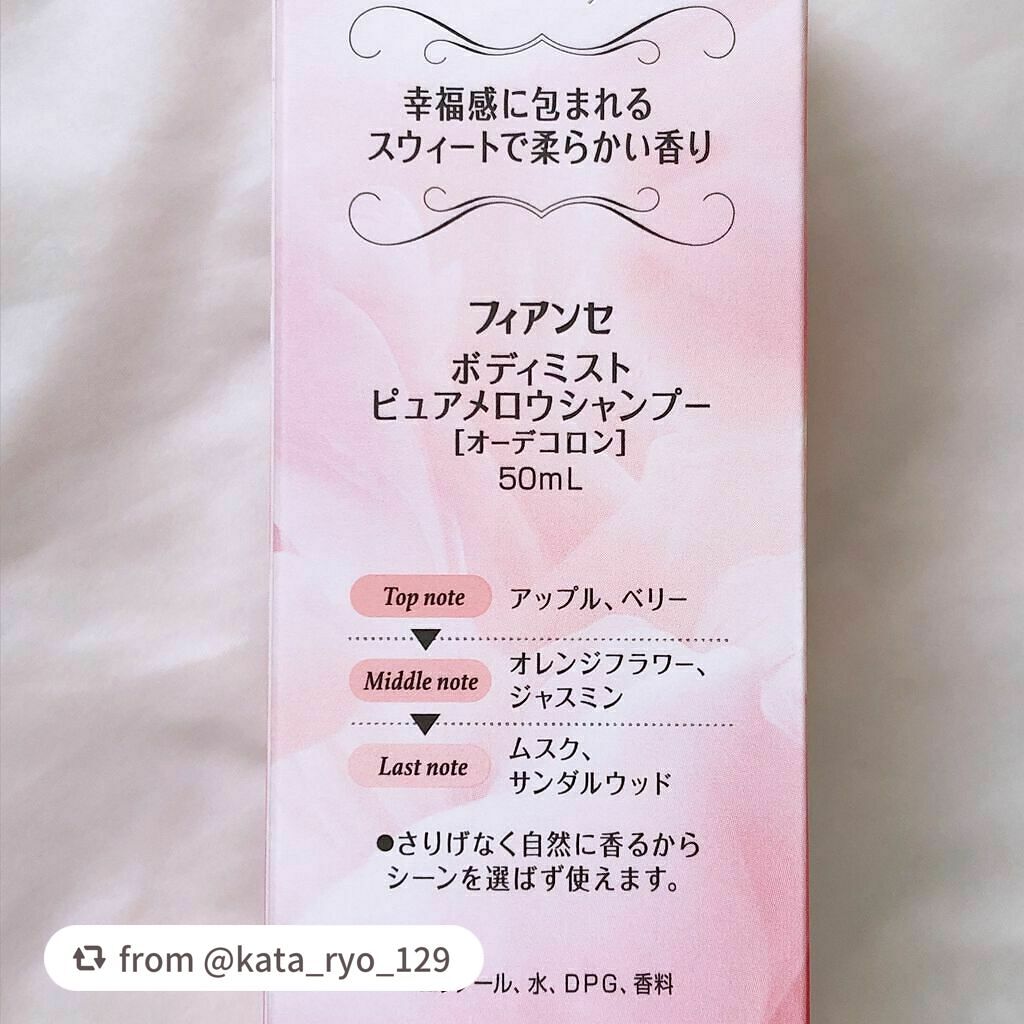 幸福感に包まれる
スウィートで柔らかい香り
フィアンセ
ボディミスト
ピュアメロウシャンプー
[オーデコロン]
50mL
Top note アップル、ベリー
Middle note オレンジフラワー、
ジャスミン
Last note ムスク、
サンダルウッド
●さりげなく自然に香るから
シーンを選ばず使えます。
from @kata_ryo_129
ール、水、DPG、香料